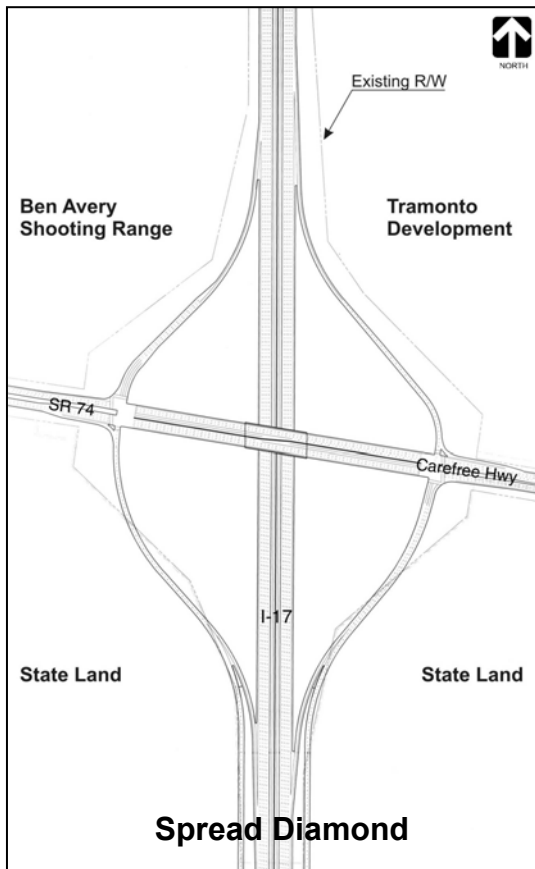 NORTH
Existing R/W
Ben Avery
Shooting Range
Tramonto
Development
SR 74
Carefree Hwy
I-17
State Land
State Land
Spread Diamond